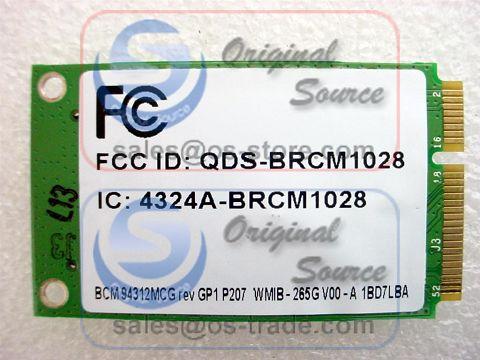 Original
Source
FC
sales@os-store.com
FCC ID: QDS-BRCM1028
IC: 4324A-BRCM1028
L13
Original
Source
BCM94312MCG rev GP1 P207 WMIB-265G V00-A 1BD7LBA
sales@os-trade.com
2
16
18
J3
52